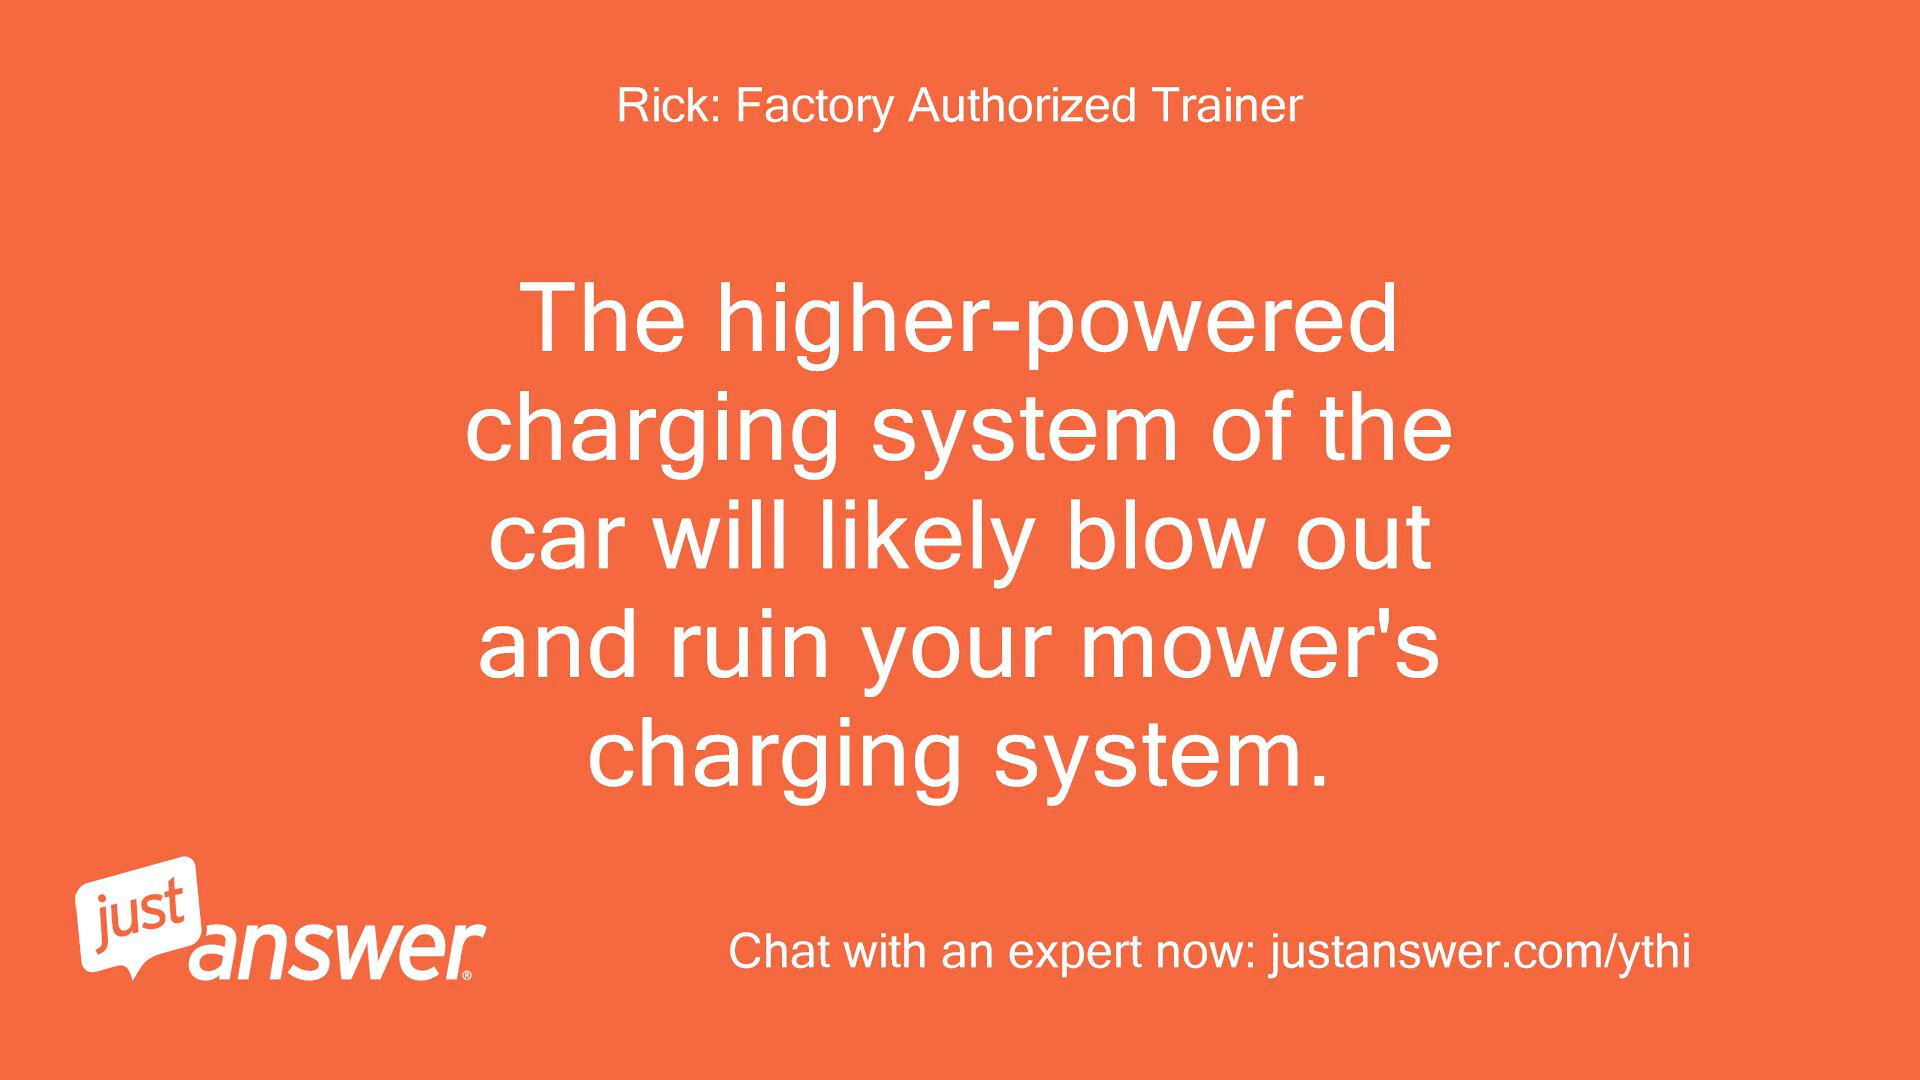 Rick: Factory Authorized Trainer
The higher-powered
charging system of the
car will likely blow out
and ruin your mower's
charging system.
just
answer®
Chat with an expert now: justanswer.com/ythi